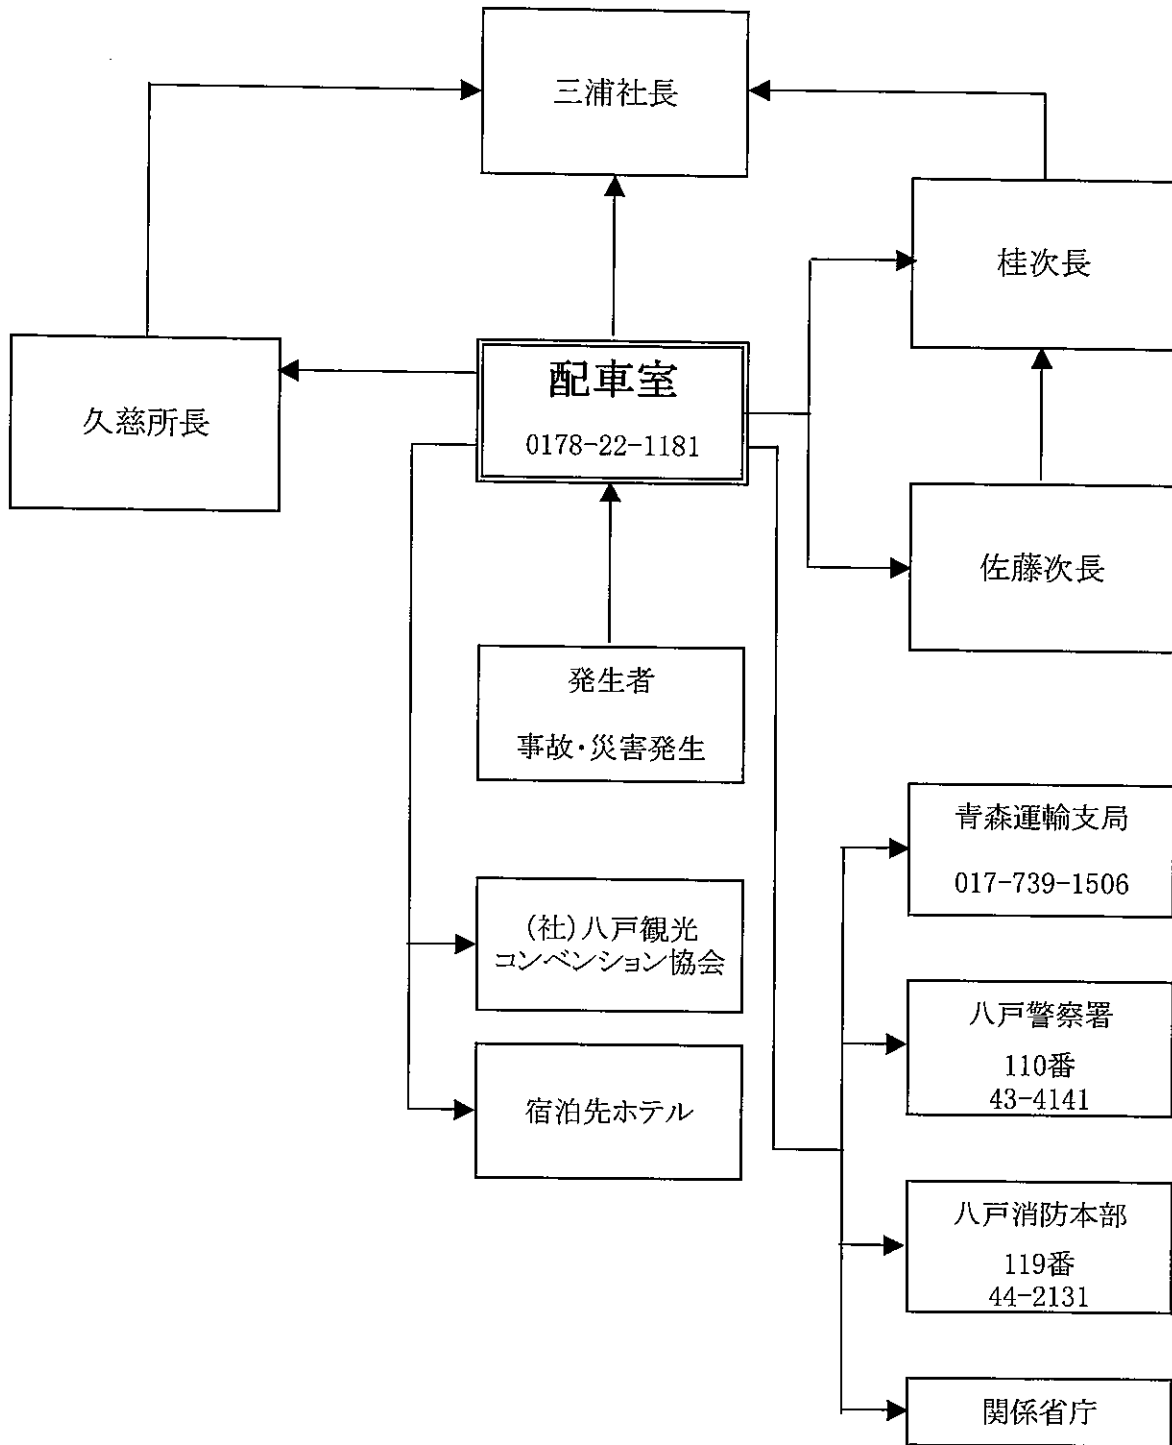 三浦社長
桂次長
久慈所長
配車室
0178-22-1181
佐藤次長
発生者
事故・災害発生
青森運輸支局
017-739-1506
(社)八戸観光
コンベンション協会
八戸警察署
110番
43-4141
宿泊先ホテル
八戸消防本部
119番
44-2131
関係省庁